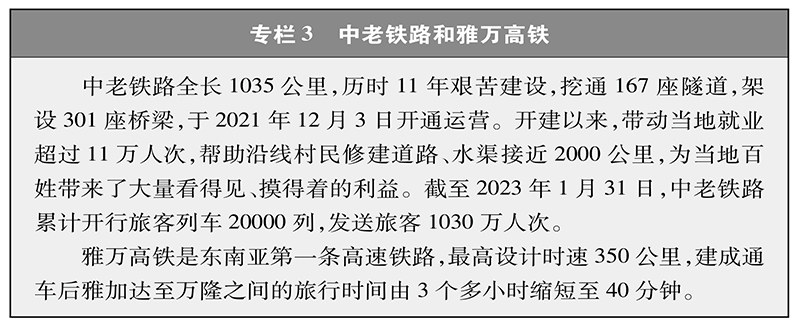 专栏 3　中老铁路和雅万高铁
中老铁路全长 1035 公里，历时 11 年艰苦建设，挖通 167 座隧道，架
设 301 座桥梁，于 2021 年 12 月 3 日开通运营。开建以来，带动当地就业
超过 11 万人次，帮助沿线村民修建道路、水渠接近 2000 公里，为当地百
姓带来了大量看得见、摸得着的利益。截至 2023 年 1 月 31 日，中老铁路
累计开行旅客列车 20000 列，发送旅客 1030 万人次。
雅万高铁是东南亚第一条高速铁路，最高设计时速 350 公里，建成通
车后雅加达至万隆之间的旅行时间由 3 个多小时缩短至 40 分钟。